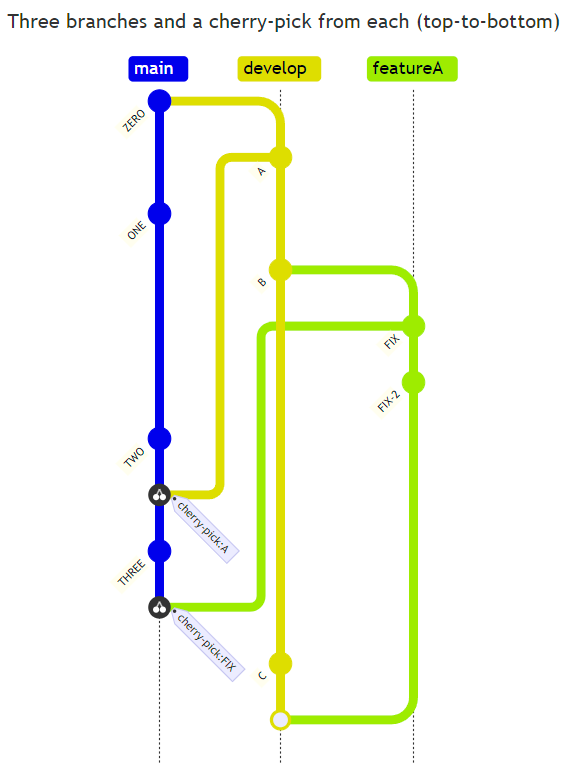 Three branches and a cherry-pick from each (top-to-bottom)
main
develop
featureA
ZERO
A
ONE
B
FIX
FIX-2
TWO
cherry-pick:A
THREE
cherry-pick:FIX
C